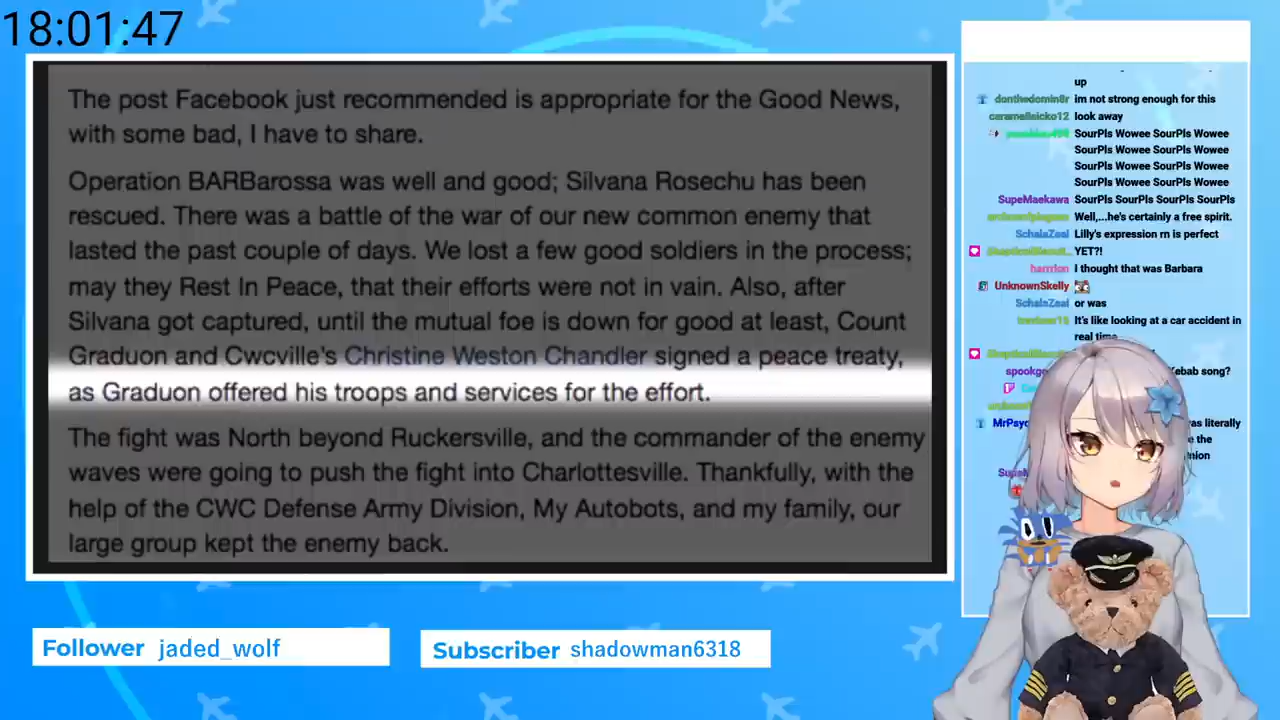 18:01:47
The post Facebook just recommended is appropriate for the Good News,
with some bad, I have to share.
Operation BARBarossa was well and good; Silvana Rosechu has been
rescued. There was a battle of the war of our new common enemy that
lasted the past couple of days. We lost a few good soldiers in the process;
may they Rest In Peace, that their efforts were not in vain. Also, after
Silvana got captured, until the mutual foe is down for good at least, Count
Graduon and Cwcville's Christine Weston Chandler signed a peace treaty,
as Graduon offered his troops and services for the effort.
The fight was North beyond Ruckersville, and the commander of the enemy
waves were going to push the fight into Charlottesville. Thankfully, with the
help of the CWC Defense Army Division, My Autobots, and my family, our
large group kept the enemy back.
up
donthedomin8r im not strong enough for this
caramellsicko12 look away
SourPls Wowee SourPls Wowee
SourPls Wowee SourPls Wowee
SourPls Wowee SourPls Wowee
SourPls Wowee SourPls Wowee
SupeMaekawa SourPls SourPls SourPls SourPls
Well,...he's certainly a free spirit.
SchalaZeal Lilly's expression rn is perfect
YET?!
harrrion I thought that was Barbara
UnknownSkelly
SchalaZeal or was
It's like looking at a car accident in
real time
Kebab song?
was literally
the
Follower jaded_wolf
Subscriber shadowman6318